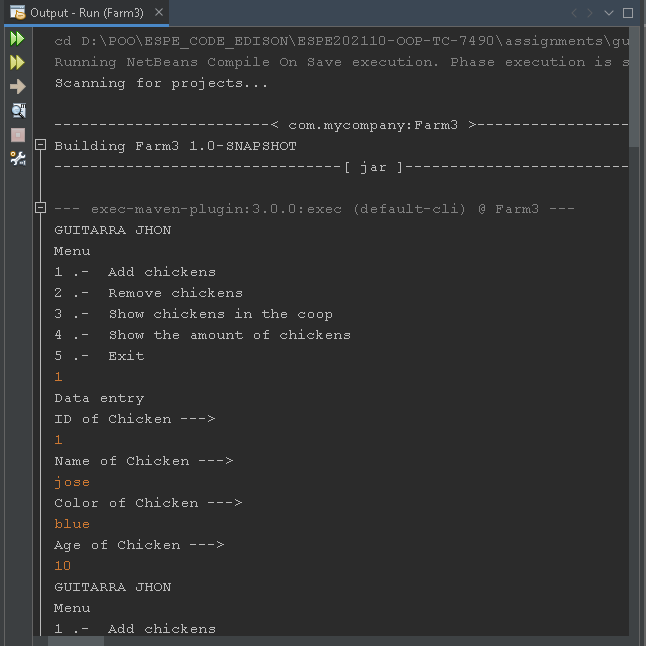 Output - Run (Farm3)
cd D:\POO\ESPE_CODE_EDISON\ESPE202110-OOP-TC-7490\assignments\gu
Running NetBeans Compile On Save execution. Phase execution is s
Scanning for projects...
------------------------< com.mycompany:Farm3 >-----------------
Building Farm3 1.0-SNAPSHOT
--------------------------------[ jar ]-------------------------
--- exec-maven-plugin:3.0.0:exec (default-cli) @ Farm3 ---
GUITARRA JHON
Menu
1 .-  Add chickens
2 .-  Remove chickens
3 .-  Show chickens in the coop
4 .-  Show the amount of chickens
5 .-  Exit
1
Data entry
ID of Chicken --->
1
Name of Chicken --->
jose
Color of Chicken --->
blue
Age of Chicken --->
10
GUITARRA JHON
Menu
1 .-  Add chickens